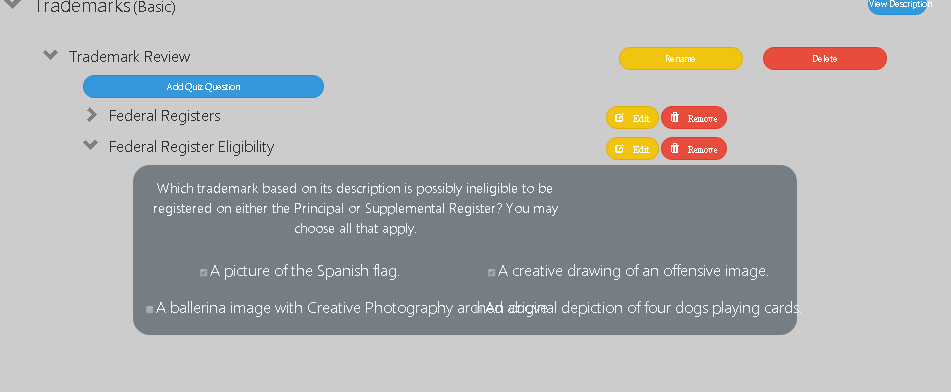 Trademarks (Basic)
View Description
Trademark Review
Rename
Delete
Add Quiz Question
Federal Registers
Edit
Remove
Federal Register Eligibility
Edit
Remove
Which trademark based on its description is possibly ineligible to be
registered on either the Principal or Supplemental Register? You may
choose all that apply.
A picture of the Spanish flag.
A creative drawing of an offensive image.
A ballerina image with Creative Photography arched above
An original depiction of four dogs playing cards.